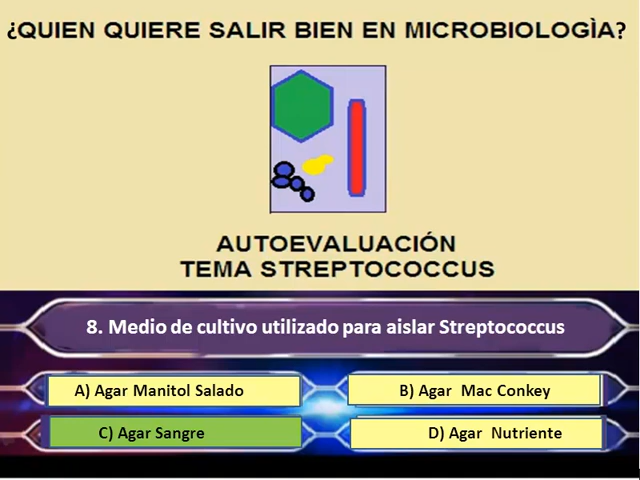 ¿QUIEN QUIERE SALIR BIEN EN MICROBIOLOGÌA?
AUTOEVALUACIÓN
TEMA STREPTOCOCCUS
8. Medio de cultivo utilizado para aislar Streptococcus
A) Agar Manitol Salado
B) Agar Mac Conkey
C) Agar Sangre
D) Agar Nutriente